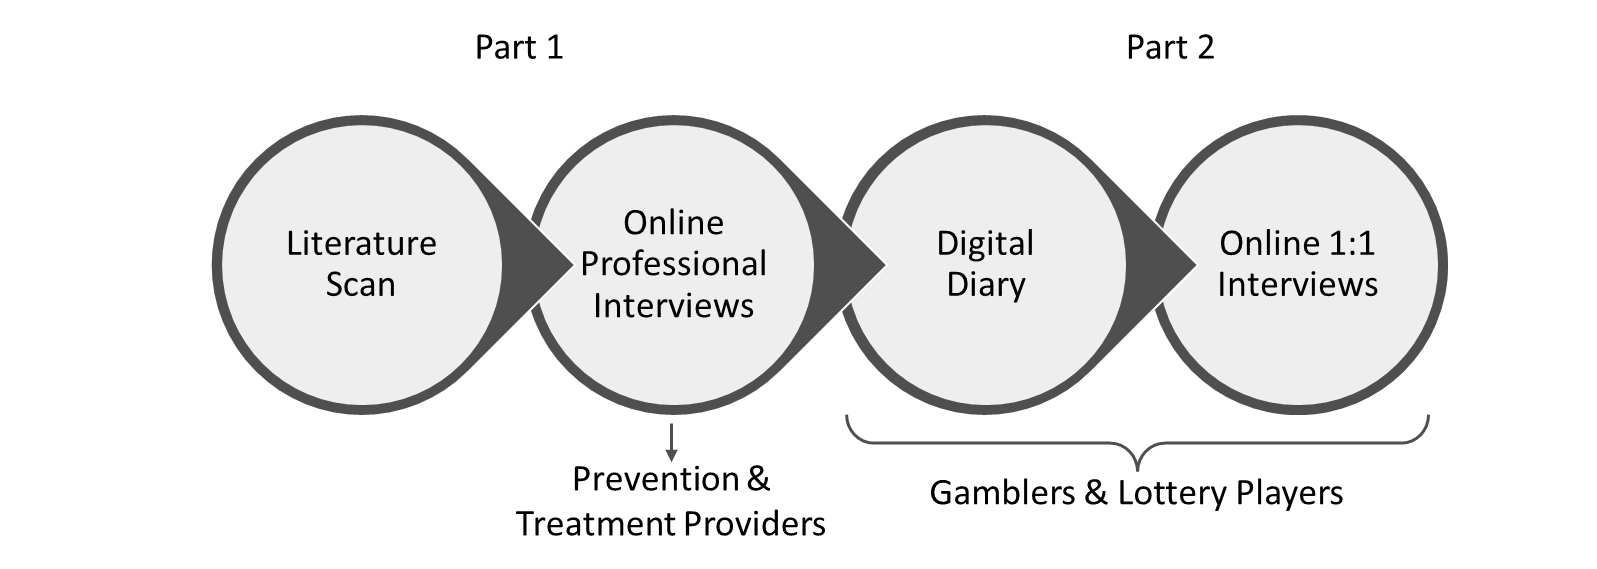 Part 1
Part 2
Literature
Scan
Online
Professional
Interviews
Digital
Diary
Online 1:1
Interviews
Prevention &
Treatment Providers
Gamblers & Lottery Players